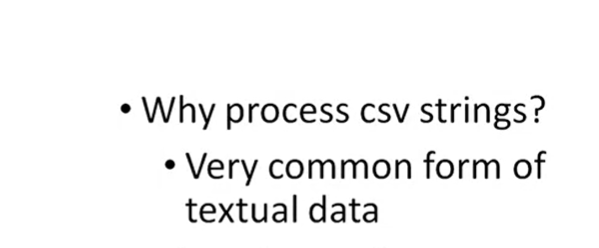 • Why process csv strings?
• Very common form of
textual data